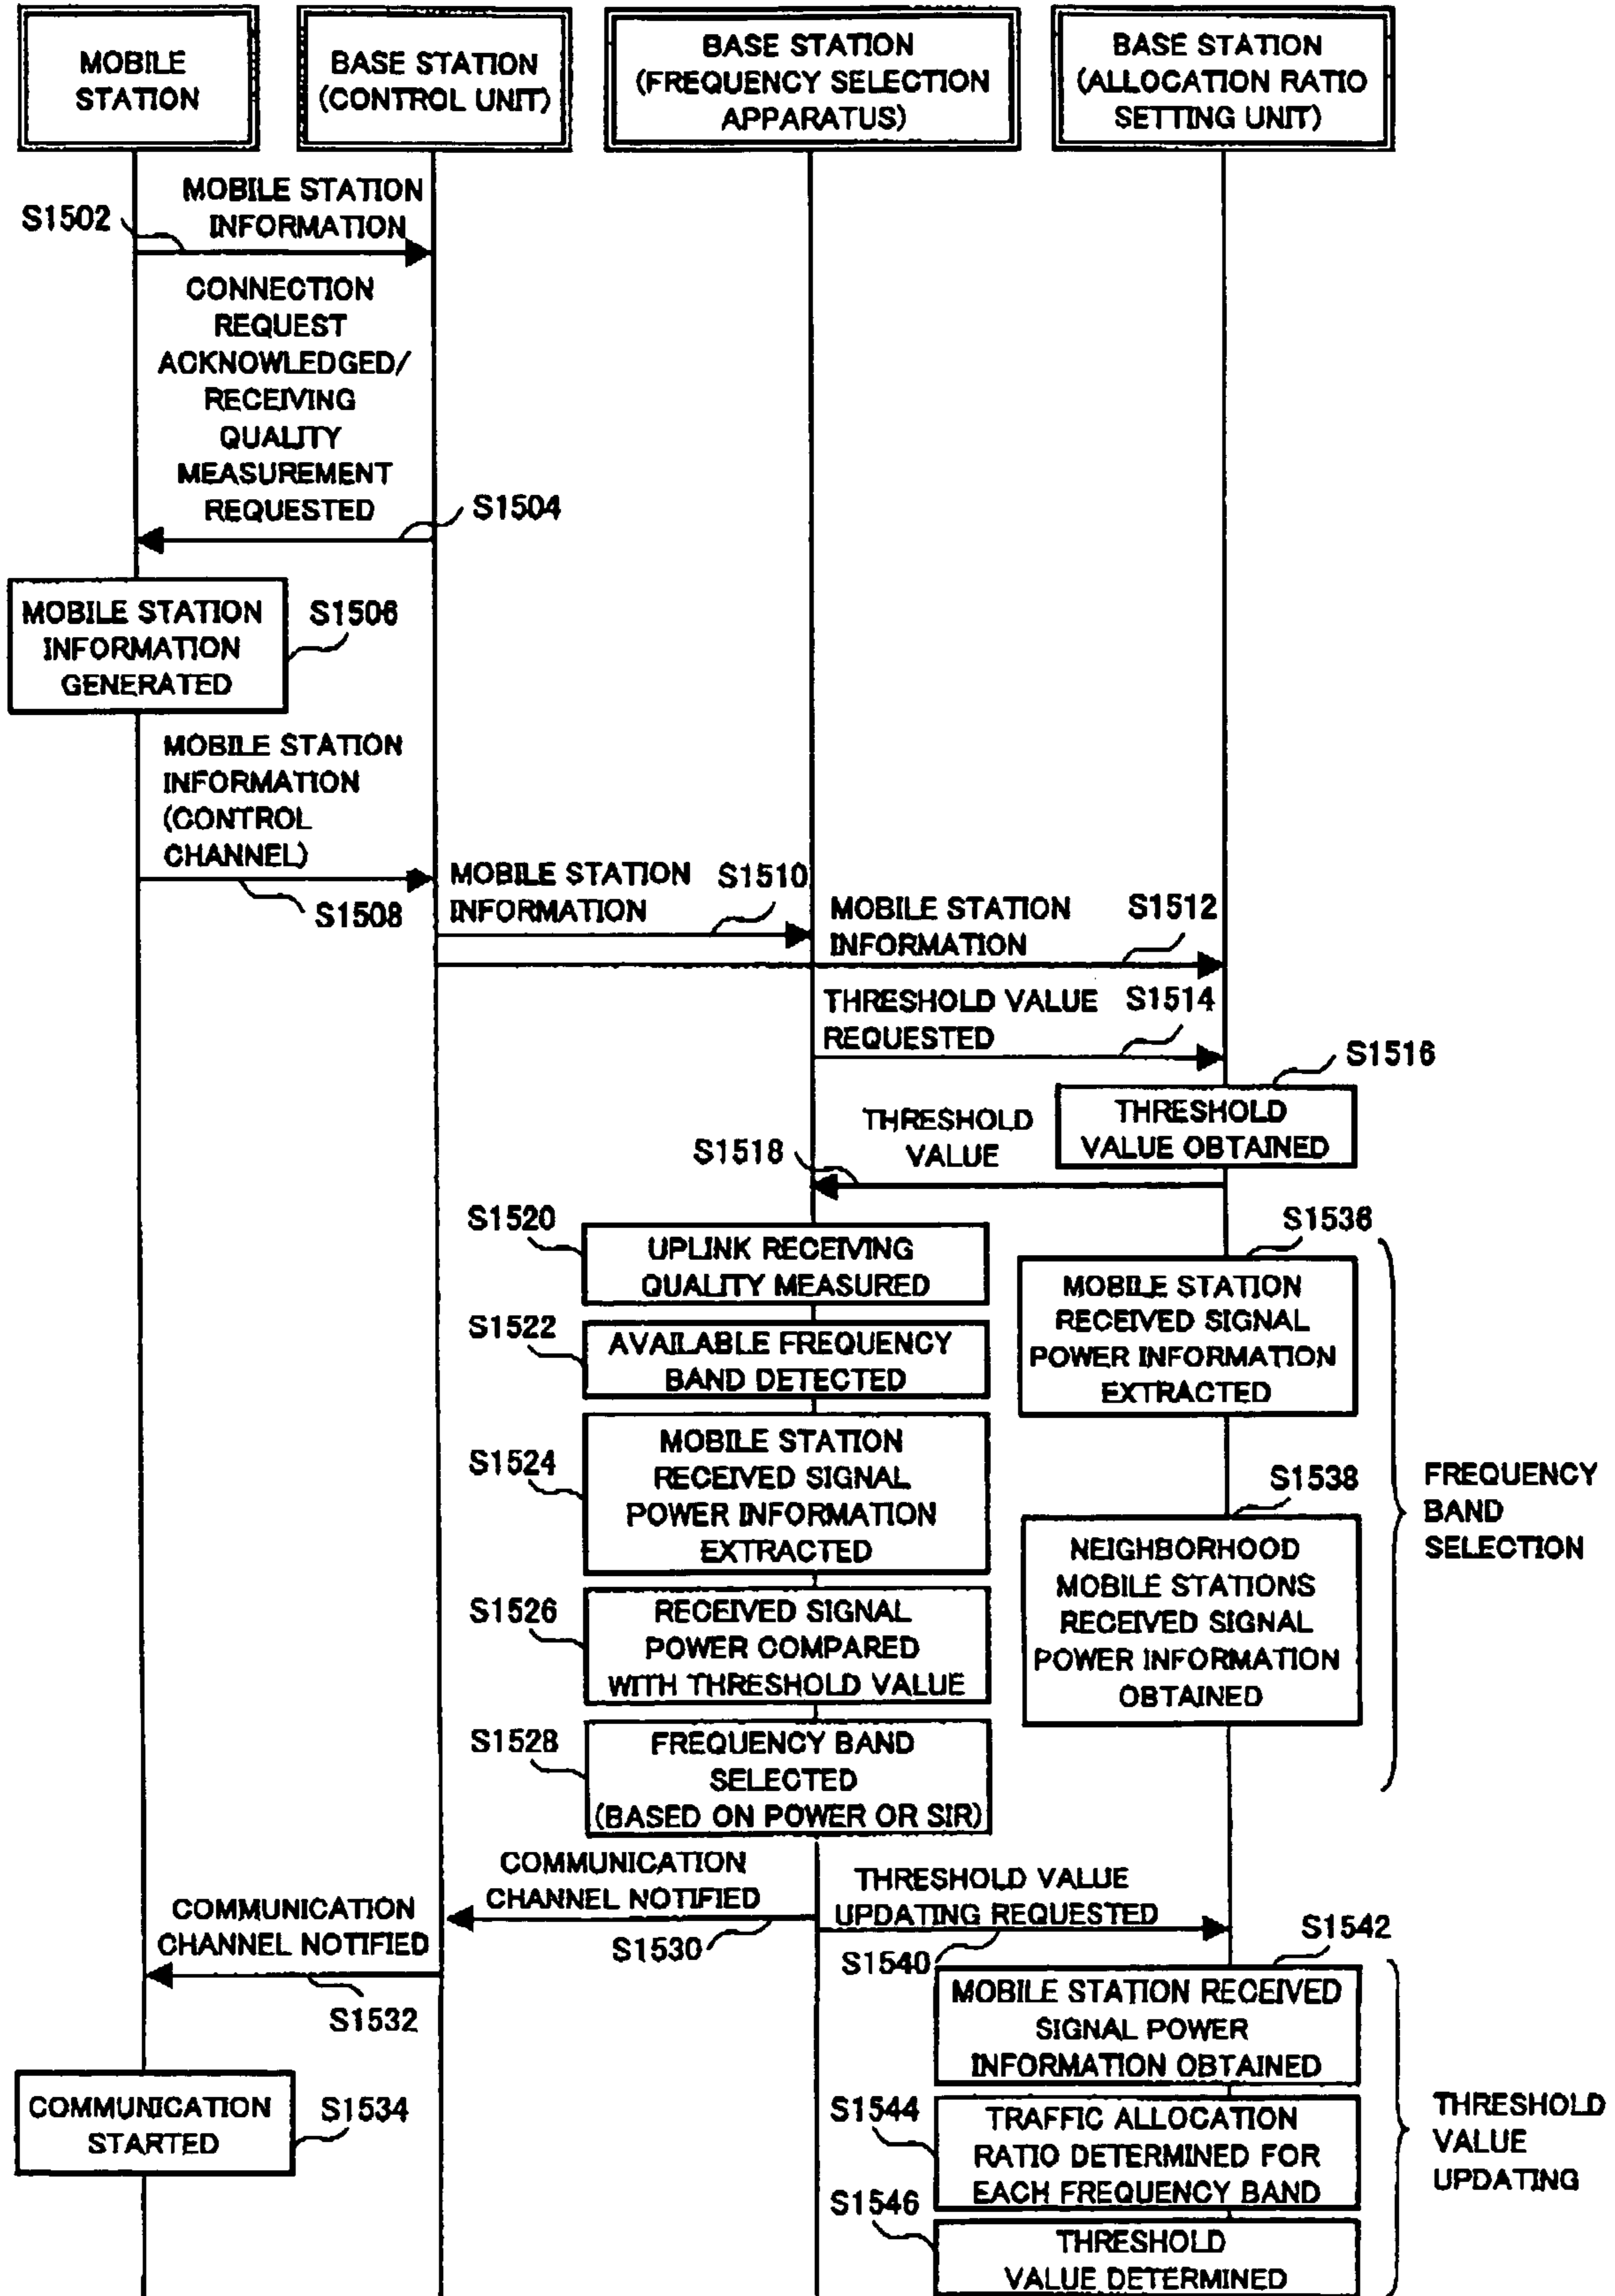 MOBILE
STATION
BASE STATION
(CONTROL UNIT)
BASE STATION
(FREQUENCY SELECTION
APPARATUS)
BASE STATION
(ALLOCATION RATIO
SETTING UNIT)
S1502
MOBILE STATION
INFORMATION
CONNECTION
REQUEST
ACKNOWLEDGED/
RECEIVING
QUALITY
MEASUREMENT
REQUESTED
S1504
MOBILE STATION
INFORMATION
GENERATED
S1506
MOBILE STATION
INFORMATION
(CONTROL
CHANNEL)
S1508
MOBILE STATION
INFORMATION
S1510
MOBILE STATION
INFORMATION
S1512
THRESHOLD VALUE
REQUESTED
S1514
S1516
THRESHOLD
VALUE OBTAINED
THRESHOLD
VALUE
S1518
S1520
UPLINK RECEIVING
QUALITY MEASURED
S1536
MOBILE STATION
RECEIVED SIGNAL
POWER INFORMATION
EXTRACTED
S1522
AVAILABLE FREQUENCY
BAND DETECTED
S1524
MOBILE STATION
RECEIVED SIGNAL
POWER INFORMATION
EXTRACTED
S1538
NEIGHBORHOOD
MOBILE STATIONS
RECEIVED SIGNAL
POWER INFORMATION
OBTAINED
FREQUENCY
BAND
SELECTION
S1526
RECEIVED SIGNAL
POWER COMPARED
WITH THRESHOLD VALUE
S1528
FREQUENCY BAND
SELECTED
(BASED ON POWER OR SIR)
COMMUNICATION
CHANNEL NOTIFIED
S1530
THRESHOLD VALUE
UPDATING REQUESTED
S1540
COMMUNICATION
CHANNEL NOTIFIED
S1532
S1542
MOBILE STATION RECEIVED
SIGNAL POWER
INFORMATION OBTAINED
COMMUNICATION
STARTED
S1534
S1544
TRAFFIC ALLOCATION
RATIO DETERMINED FOR
EACH FREQUENCY BAND
S1546
THRESHOLD
VALUE DETERMINED
THRESHOLD
VALUE
UPDATING